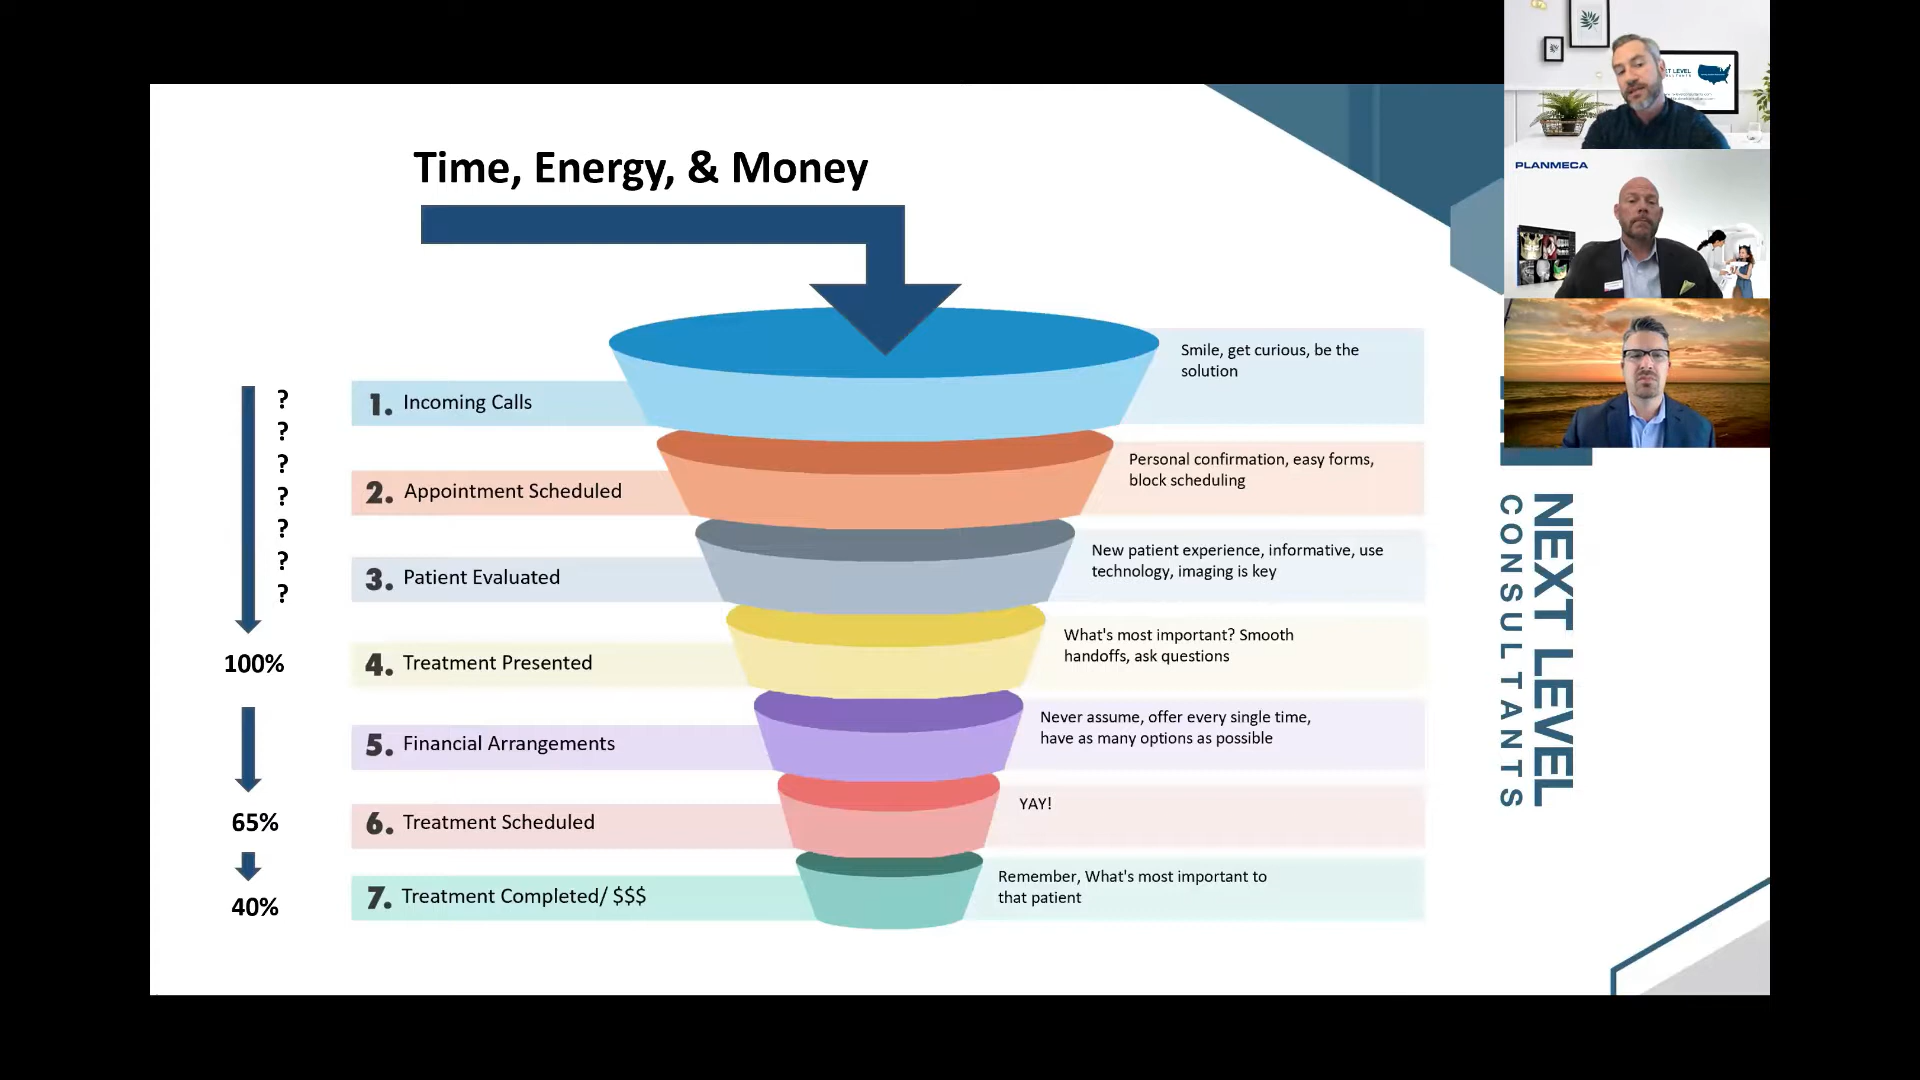 Time, Energy, & Money
PLANMECA
?
?
?
?
?
?
?
100%
65%
40%
1. Incoming Calls
Smile, get curious, be the
solution
2. Appointment Scheduled
Personal confirmation, easy forms,
block scheduling
3. Patient Evaluated
New patient experience, informative, use
technology, imaging is key
4. Treatment Presented
What's most important? Smooth
handoffs, ask questions
5. Financial Arrangements
Never assume, offer every single time,
have as many options as possible
6. Treatment Scheduled
YAY!
7. Treatment Completed/ $$$
Remember, What's most important to
that patient
NEXT LEVEL
CONSULTANTS